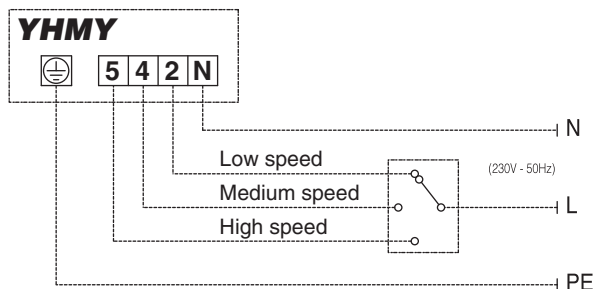 YHMY
5 4 2 N
N
Low speed
(230V - 50Hz)
Medium speed
L
High speed
PE